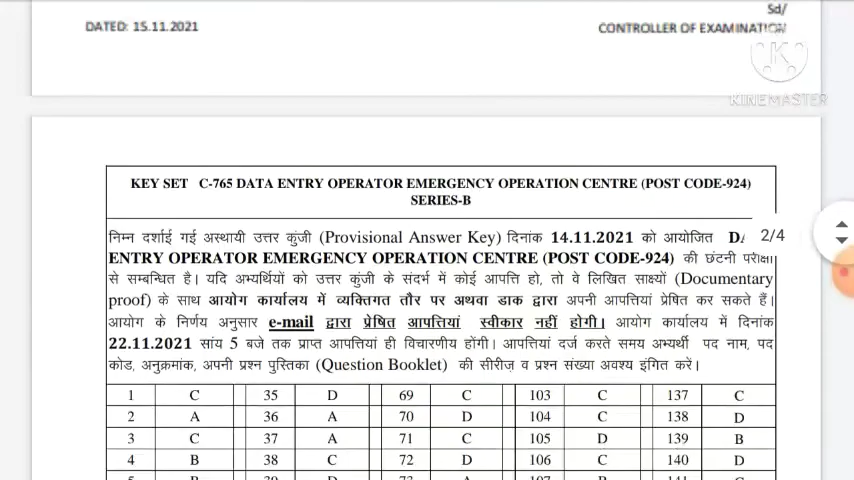 Sd/
DATED: 15.11.2021 CONTROLLER OF EXAMINATION
K
KINEMASTER
KEY SET C-765 DATA ENTRY OPERATOR EMERGENCY OPERATION CENTRE (POST CODE-924)
SERIES-B
निम्न दर्शाई गई अस्थायी उत्तर कुंजी (Provisional Answer Key) दिनांक 14.11.2021 को आयोजित 2/4
ENTRY OPERATOR EMERGENCY OPERATION CENTRE (POST CODE-924) की छंटनी परीक्षा
से सम्बन्धित है। यदि अभ्यर्थियों को उत्तर कुंजी के संदर्भ में कोई आपत्ति हो, तो वे लिखित साक्ष्यों (Documentary
proof) के साथ आयोग कार्यालय में व्यक्तिगत तौर पर अथवा डाक द्वारा अपनी आपत्तियां प्रेषित कर सकते हैं।
आयोग के निर्णय अनुसार e-mail द्वारा प्रेषित आपत्तियां स्वीकार नहीं होगी। आयोग कार्यालय में दिनांक
22.11.2021 सांय 5 बजे तक प्राप्त आपत्तियां ही विचारणीय होंगी। आपत्तियां दर्ज करते समय अभ्यर्थी पद नाम, पद
कोड, अनुक्रमांक, अपनी प्रश्न पुस्तिका (Question Booklet) की सीरीज़ व प्रश्न संख्या अवश्य इंगित करें।
1 C 35 D 69 C 103 C 137 C
2 A 36 A 70 D 104 C 138 D
3 C 37 A 71 C 105 D 139 B
4 B 38 C 72 D 106 C 140 D